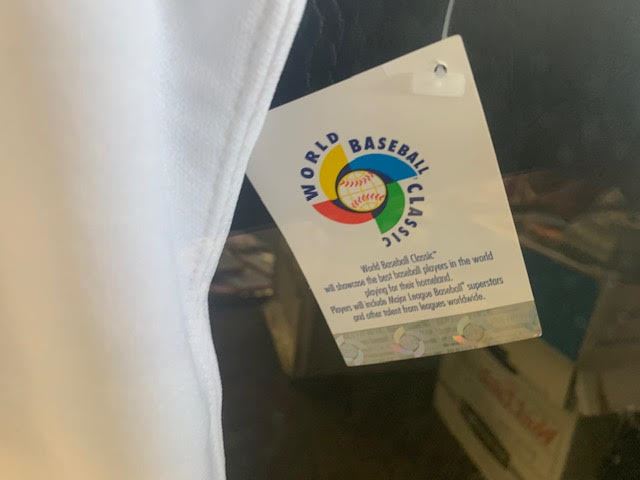 WORLD BASEBALL CLASSIC
World Baseball Classic™
will showcase the best baseball players in the world
playing for their homeland.
Players will include Major League Baseball® superstars
and other talent from leagues worldwide.